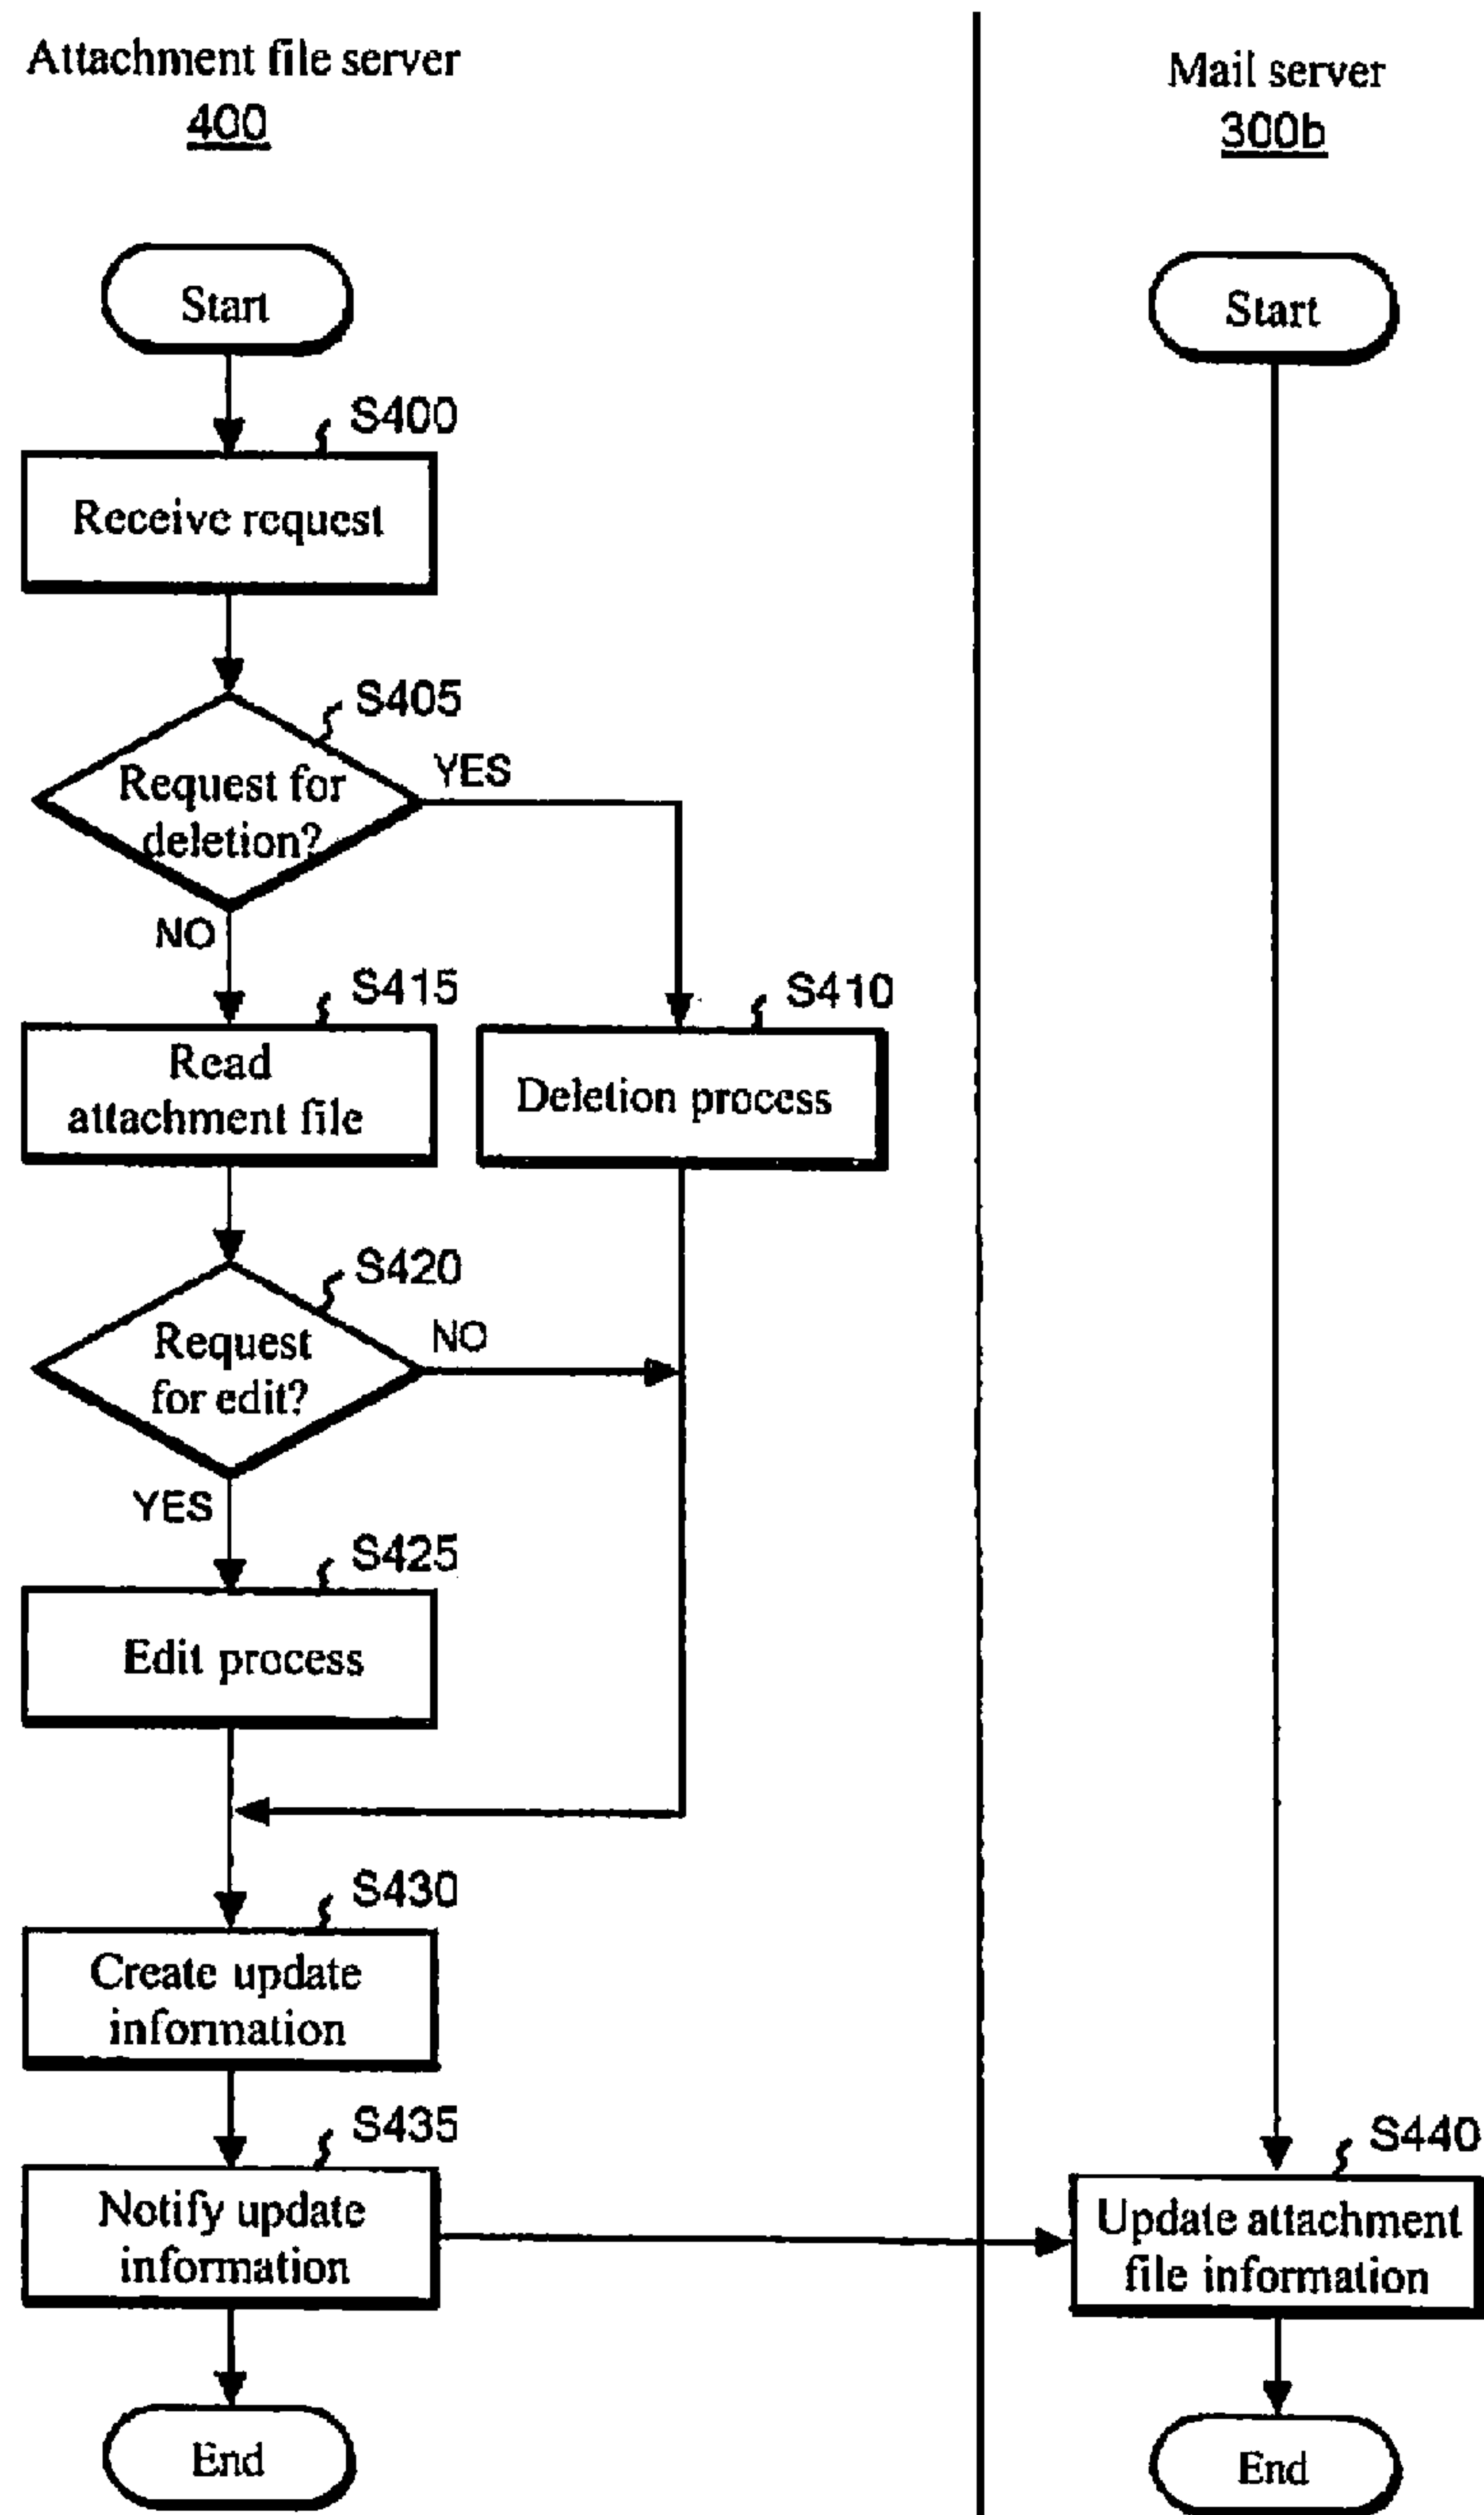 Attachment file server
400
Mail server
300b
Start
Start
S400
Receive request
S405
Request for
deletion?
YES
NO
S415
Read
attachment file
S410
Deletion process
S420
Request
for edit?
NO
YES
S425
Edit process
S430
Create update
information
S435
Notify update
information
S440
Update attachment
file information
End
End